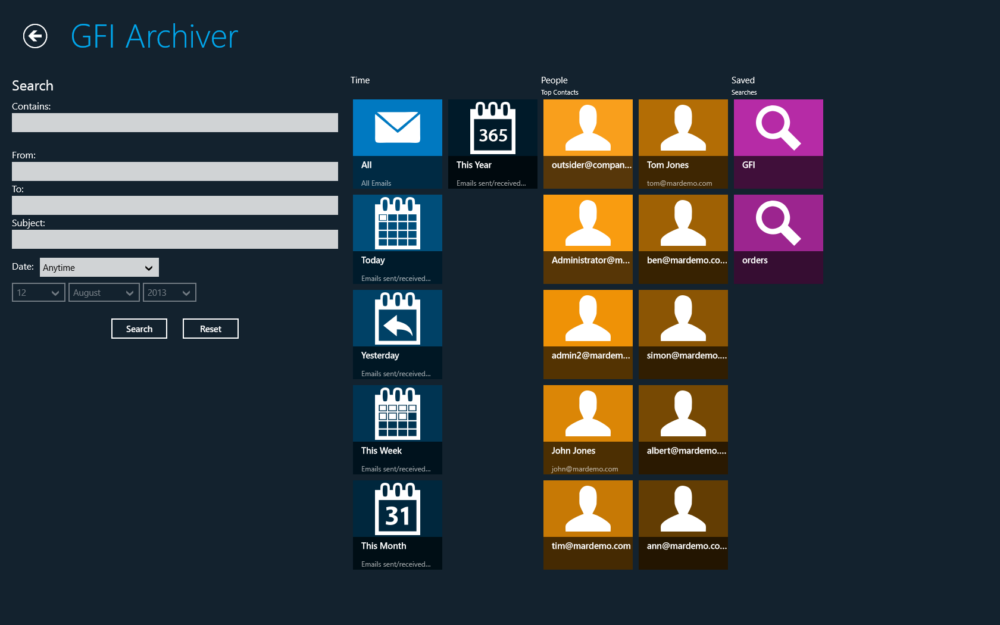 GFI Archiver
Search
Contains:
From:
To:
Subject:
Date: Anytime
12 August 2013
Search Reset
Time
All
All Emails
365
This Year
Emails sent/received...
Today
Emails sent/received...
Yesterday
Emails sent/received...
This Week
Emails sent/received...
31
This Month
Emails sent/received...
People
Top Contacts
outsider@compan...
Tom Jones
tom@mardemo.com
Administrator@m...
ben@mardemo.co...
admin2@mardem...
simon@mardemo....
John Jones
john@mardemo.com
albert@mardemo....
tim@mardemo.com
ann@mardemo.co...
Saved
Searches
GFI
orders